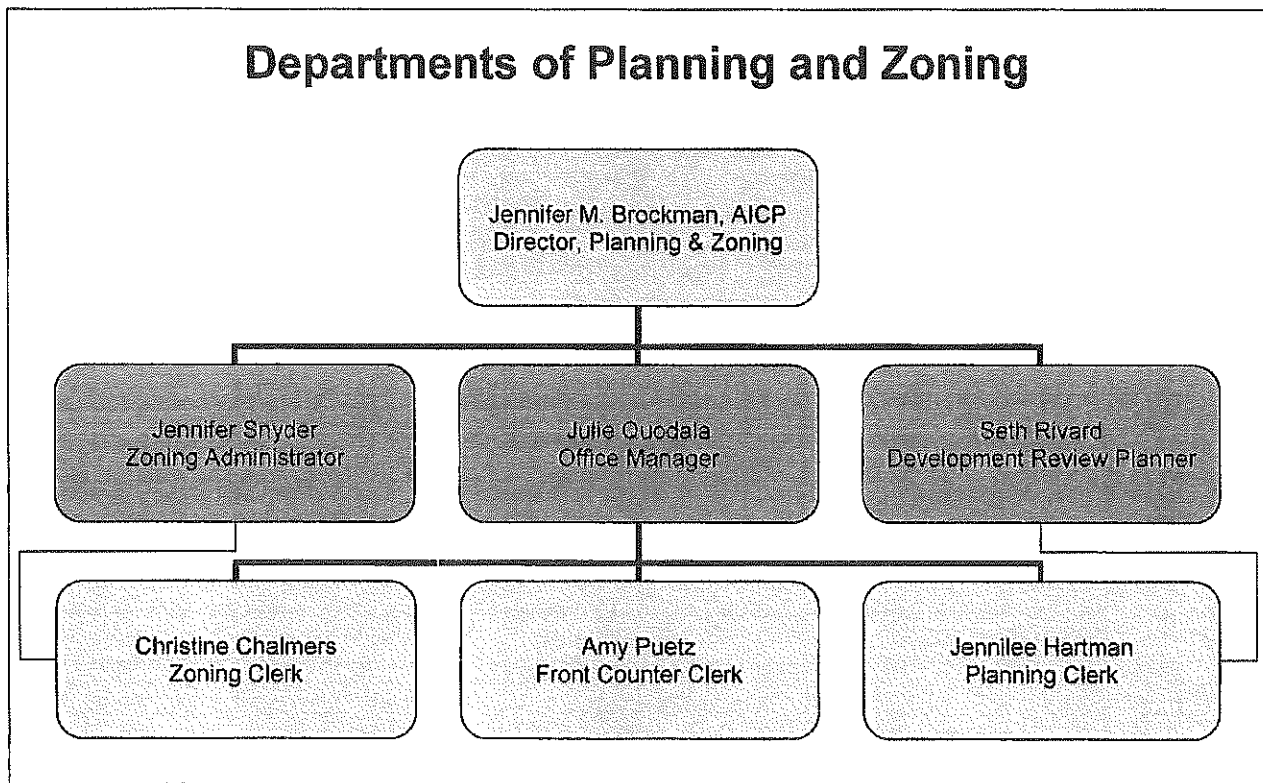 Departments of Planning and Zoning
Jennifer M. Brockman, AICP
Director, Planning & Zoning
Jennifer Snyder
Zoning Administrator
Julie Quodala
Office Manager
Seth Rivard
Development Review Planner
Christine Chalmers
Zoning Clerk
Amy Puetz
Front Counter Clerk
Jennilee Hartman
Planning Clerk